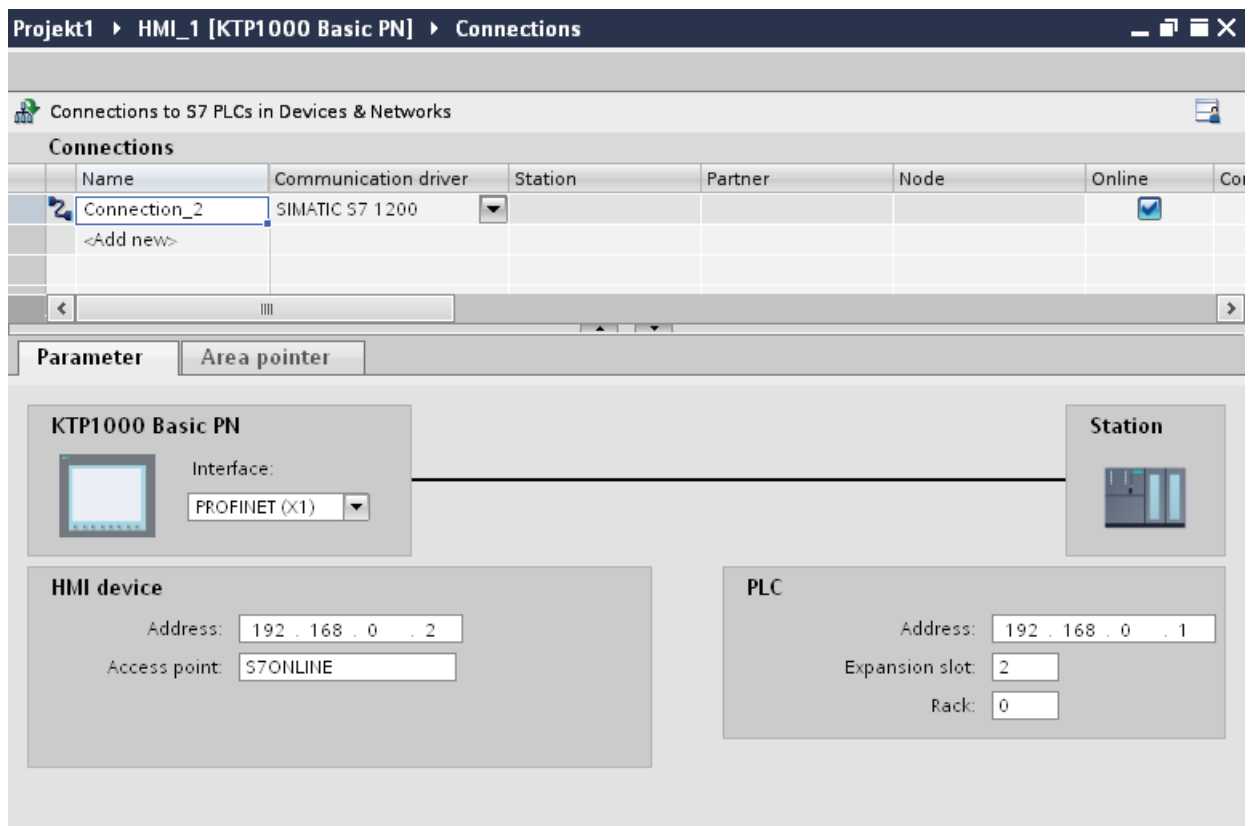 Projekt1 ▸ HMI_1 [KTP1000 Basic PN] ▸ Connections
Connections to S7 PLCs in Devices & Networks
Connections
Name Communication driver Station Partner Node Online Co
Connection_2 SIMATIC S7 1200
<Add new>
Parameter Area pointer
KTP1000 Basic PN
Interface:
PROFINET (X1)
Station
HMI device
Address: 192 . 168 . 0 . 2
Access point: S7ONLINE
PLC
Address: 192 . 168 . 0 . 1
Expansion slot: 2
Rack: 0